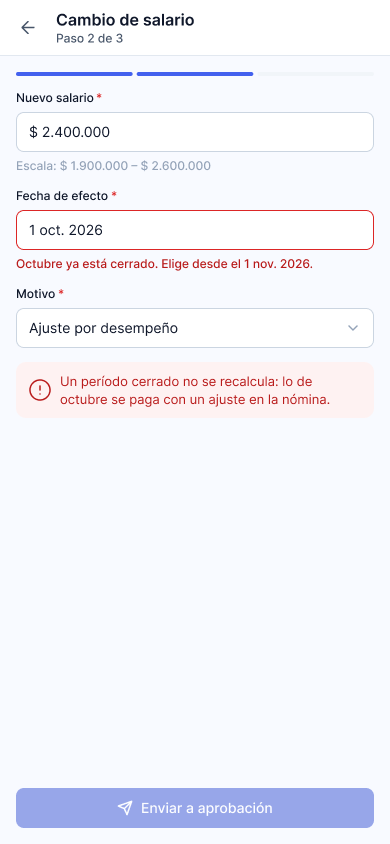 Cambio de salario
Paso 2 de 3
Nuevo salario *
$ 2.400.000
Escala: $ 1.900.000 – $ 2.600.000
Fecha de efecto *
1 oct. 2026
Octubre ya está cerrado. Elige desde el 1 nov. 2026.
Motivo *
Ajuste por desempeño
Un período cerrado no se recalcula: lo de
octubre se paga con un ajuste en la nómina.
Enviar a aprobación